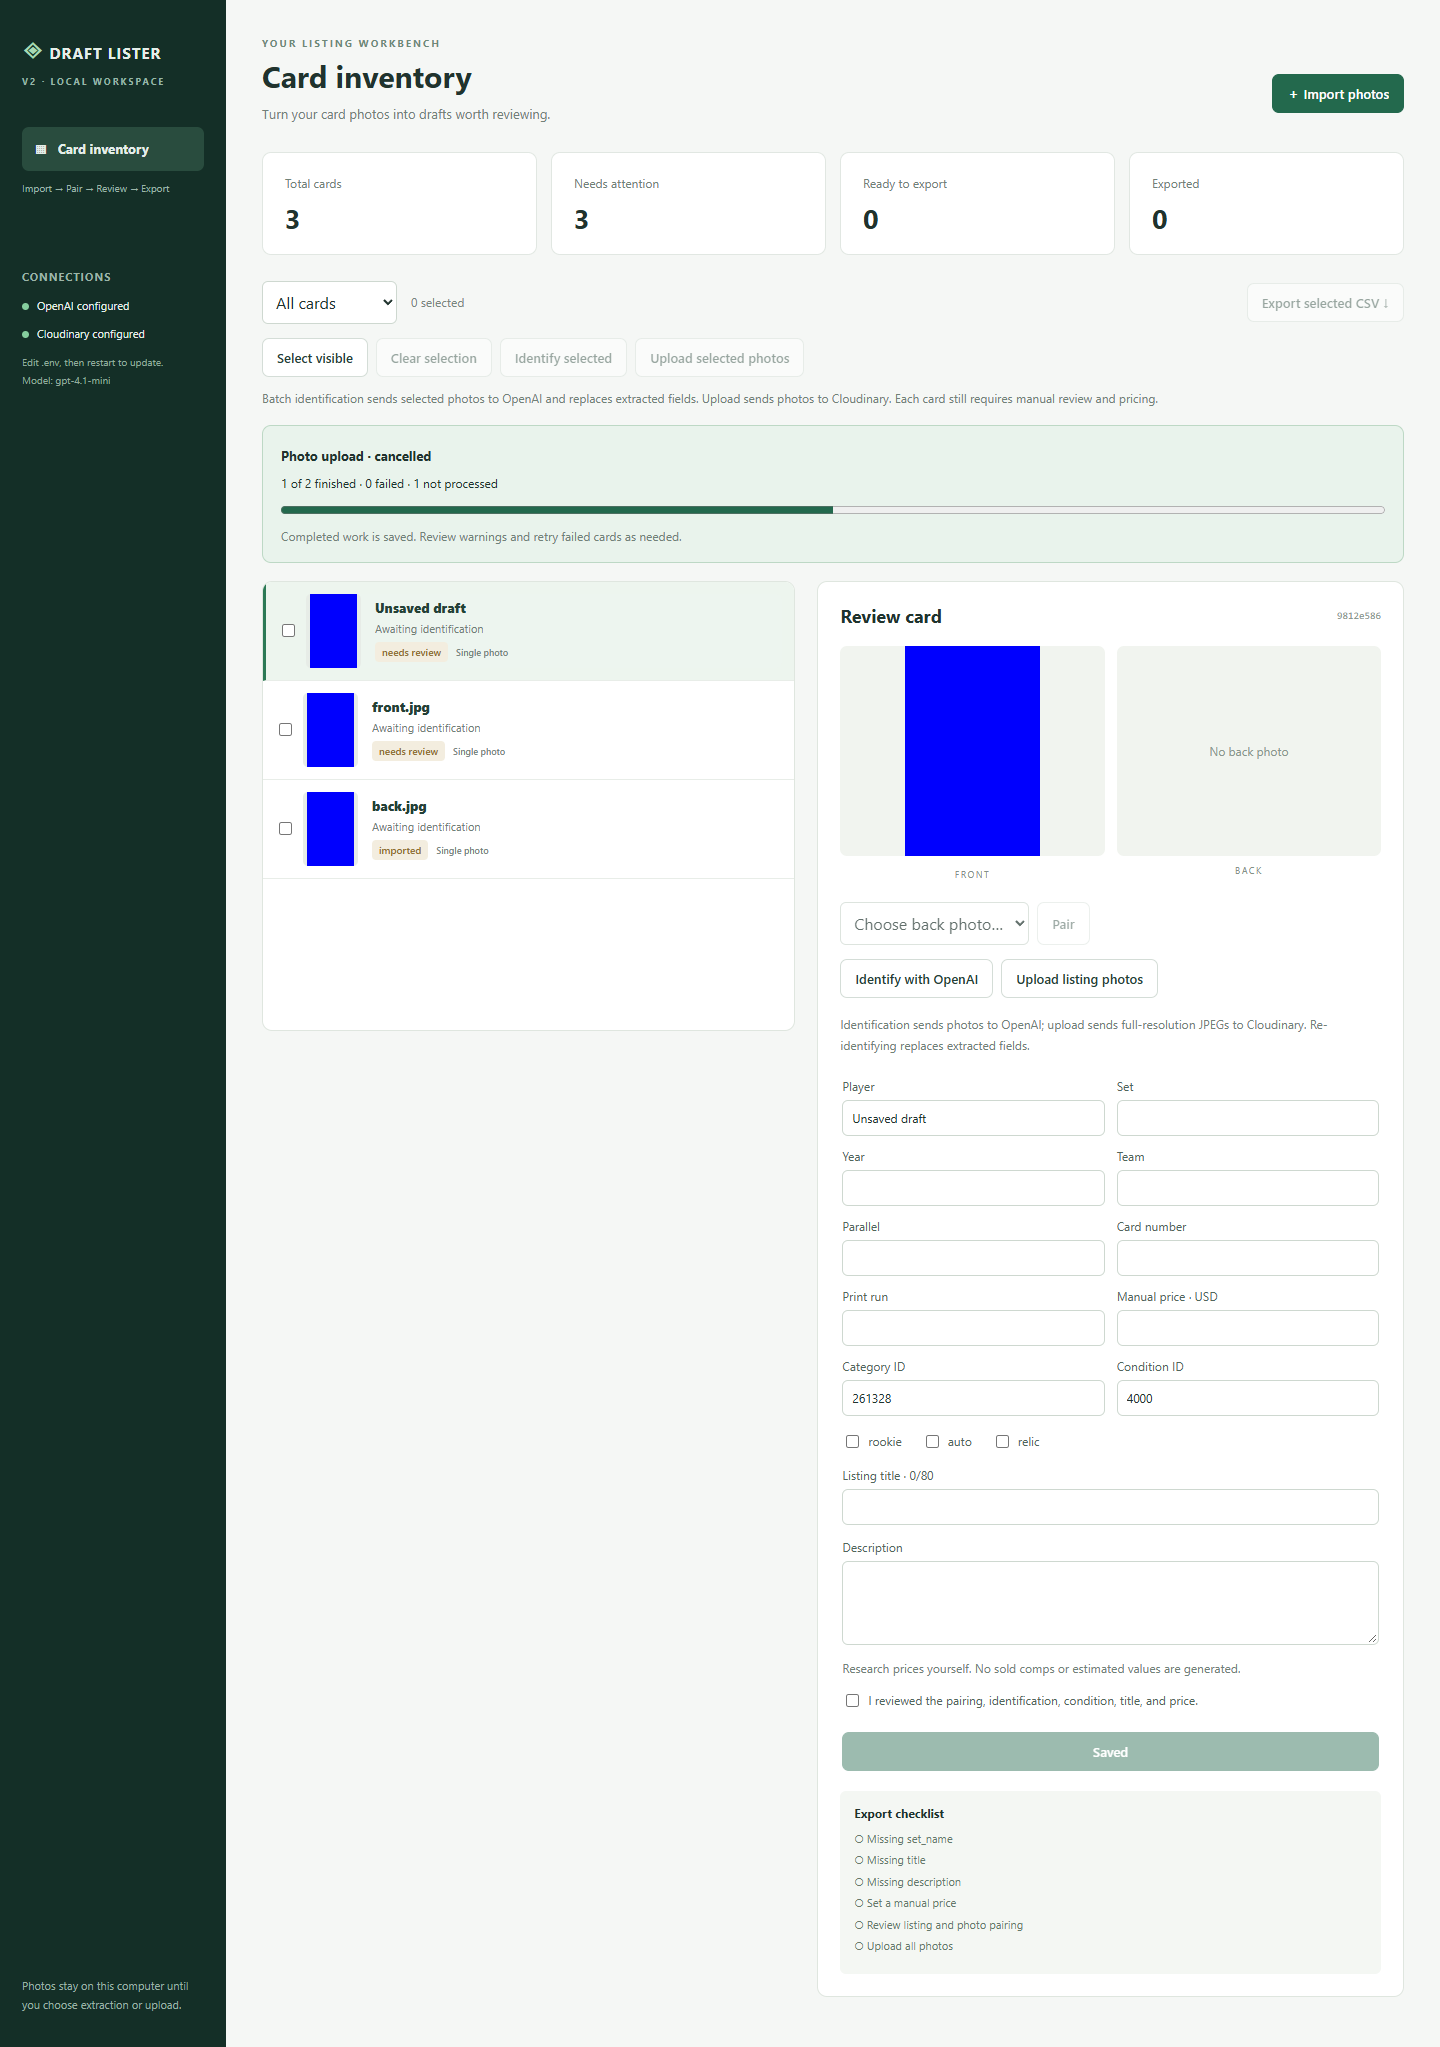 DRAFT LISTER
V2 · LOCAL WORKSPACE
Card inventory
Import → Pair → Review → Export
CONNECTIONS
OpenAI configured
Cloudinary configured
Edit .env, then restart to update.
Model: gpt-4.1-mini
Photos stay on this computer until
you choose extraction or upload.
YOUR LISTING WORKBENCH
Card inventory
Turn your card photos into drafts worth reviewing.
+ Import photos
Total cards
3
Needs attention
3
Ready to export
0
Exported
0
All cards
0 selected
Export selected CSV ↓
Select visible
Clear selection
Identify selected
Upload selected photos
Batch identification sends selected photos to OpenAI and replaces extracted fields. Upload sends photos to Cloudinary. Each card still requires manual review and pricing.
Photo upload · cancelled
1 of 2 finished · 0 failed · 1 not processed
Completed work is saved. Review warnings and retry failed cards as needed.
Unsaved draft
Awaiting identification
needs review Single photo
front.jpg
Awaiting identification
needs review Single photo
back.jpg
Awaiting identification
imported Single photo
Review card
9812e586
No back photo
FRONT
BACK
Choose back photo...
Pair
Identify with OpenAI
Upload listing photos
Identification sends photos to OpenAI; upload sends full-resolution JPEGs to Cloudinary. Re-
identifying replaces extracted fields.
Player
Set
Unsaved draft
Year
Team
Parallel
Card number
Print run
Manual price · USD
Category ID
Condition ID
261328
4000
rookie
auto
relic
Listing title · 0/80
Description
Research prices yourself. No sold comps or estimated values are generated.
I reviewed the pairing, identification, condition, title, and price.
Saved
Export checklist
○ Missing set_name
○ Missing title
○ Missing description
○ Set a manual price
○ Review listing and photo pairing
○ Upload all photos